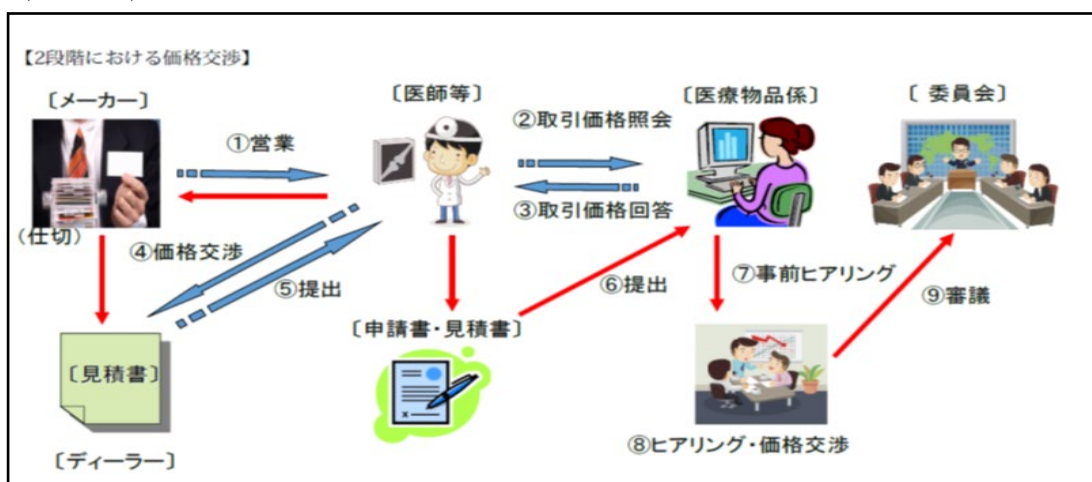 【2段階における価格交渉】
〔メーカー〕
〔医師等〕
〔医療物品係〕
〔 委員会〕
①営業
②取引価格照会
③取引価格回答
(仕切)
④価格交渉
⑤提出
⑥提出
⑦事前ヒアリング
⑨審議
〔見積書〕
〔申請書・見積書〕
⑧ヒアリング・価格交渉
〔ディーラー〕